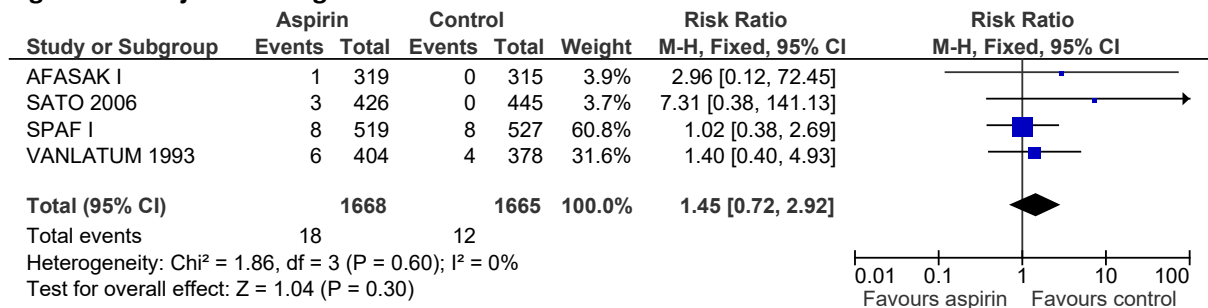 Aspirin Control Risk Ratio Risk Ratio
Study or Subgroup Events Total Events Total Weight M-H, Fixed, 95% CI M-H, Fixed, 95% CI
AFASAK I 1 319 0 315 3.9% 2.96 [0.12, 72.45]
SATO 2006 3 426 0 445 3.7% 7.31 [0.38, 141.13]
SPAF I 8 519 8 527 60.8% 1.02 [0.38, 2.69]
VANLATUM 1993 6 404 4 378 31.6% 1.40 [0.40, 4.93]
Total (95% CI) 1668 1665 100.0% 1.45 [0.72, 2.92]
Total events 18 12
Heterogeneity: Chi² = 1.86, df = 3 (P = 0.60); I² = 0%
Test for overall effect: Z = 1.04 (P = 0.30)
0.01 0.1 1 10 100
Favours aspirin Favours control